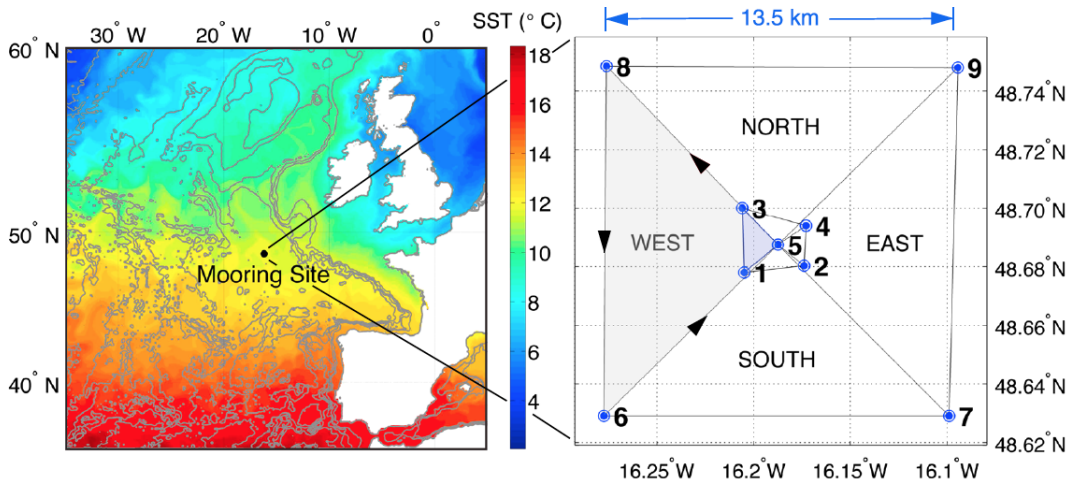 SST (° C)
30° W
20° W
10° W
0°
60° N
50° N
40° N
Mooring Site
18
16
14
12
10
8
6
4
13.5 km
8
9
NORTH
3
4
WEST
5
EAST
1
2
SOUTH
6
7
48.74°N
48.72°N
48.70°N
48.68°N
48.66°N
48.64°N
48.62°N
16.25°W
16.2°W
16.15°W
16.1°W